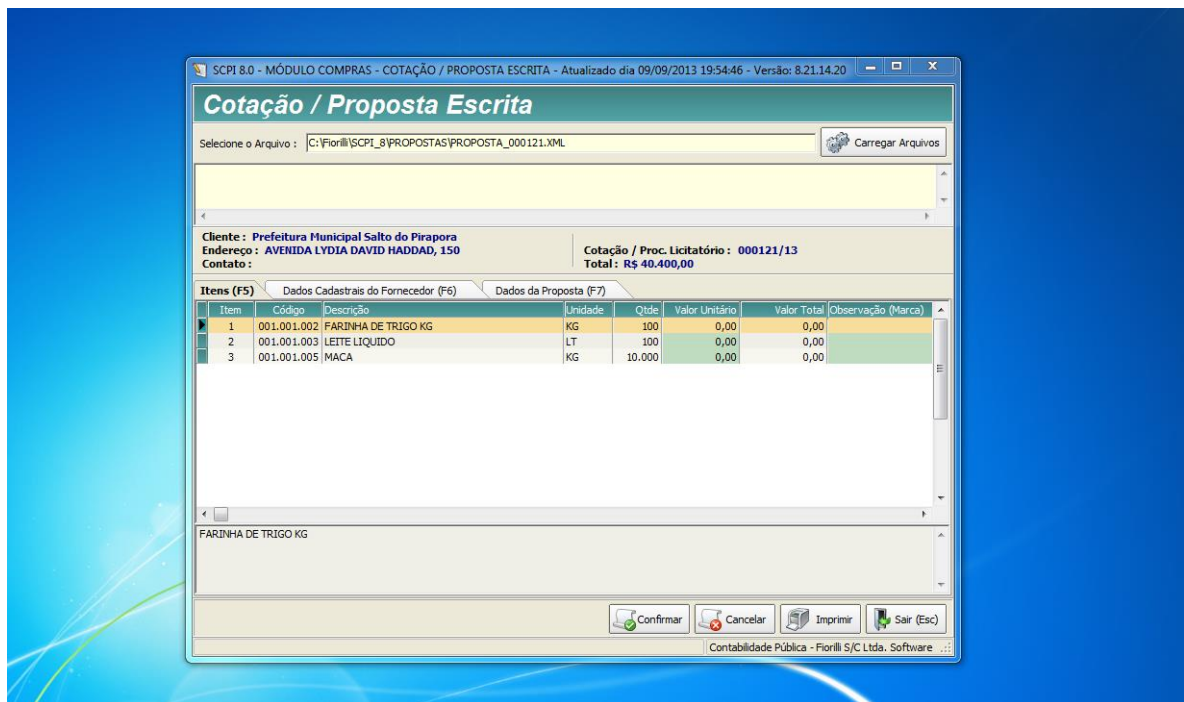 SCPI 8.0 - MÓDULO COMPRAS - COTAÇÃO / PROPOSTA ESCRITA - Atualizado dia 09/09/2013 19:54:46 - Versão: 8.21.14.20
Cotação / Proposta Escrita
Selecione o Arquivo : C:\Fiorilli\SCPI_8\PROPOSTAS\PROPOSTA_000121.XML Carregar Arquivos
Cliente : Prefeitura Municipal Salto do Pirapora
Endereço : AVENIDA LYDIA DAVID HADDAD, 150 Cotação / Proc. Licitatório : 000121/13
Contato : Total : R$ 40.400,00
Itens (F5) Dados Cadastrais do Fornecedor (F6) Dados da Proposta (F7)
Item Código Descrição Unidade Qtde Valor Unitário Valor Total Observação (Marca)
1 001.001.002 FARINHA DE TRIGO KG KG 100 0,00 0,00
2 001.001.003 LEITE LIQUIDO LT 100 0,00 0,00
3 001.001.005 MACA KG 10.000 0,00 0,00
FARINHA DE TRIGO KG
Confirmar Cancelar Imprimir Sair (Esc)
Contabilidade Pública - Fiorilli S/C Ltda. Software